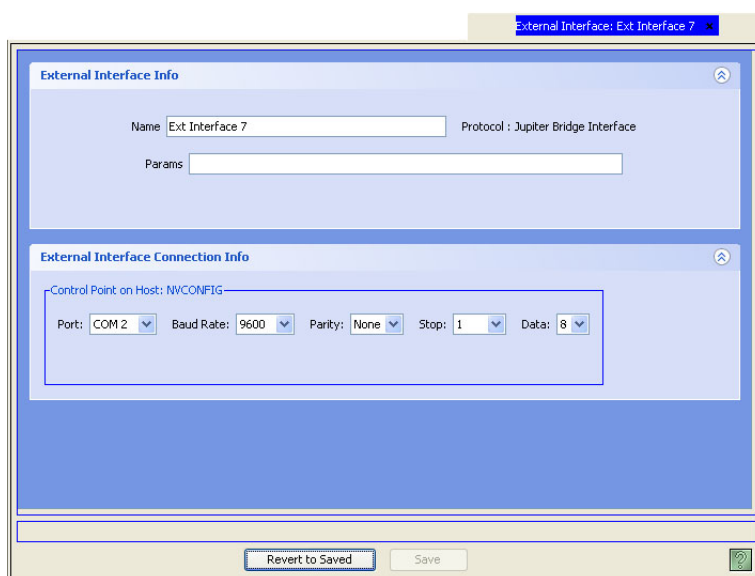 External Interface: Ext Interface 7 x
External Interface Info
Name Ext Interface 7 Protocol : Jupiter Bridge Interface
Params
External Interface Connection Info
Control Point on Host: NVCONFIG
Port: COM 2 Baud Rate: 9600 Parity: None Stop: 1 Data: 8
Revert to Saved Save ?